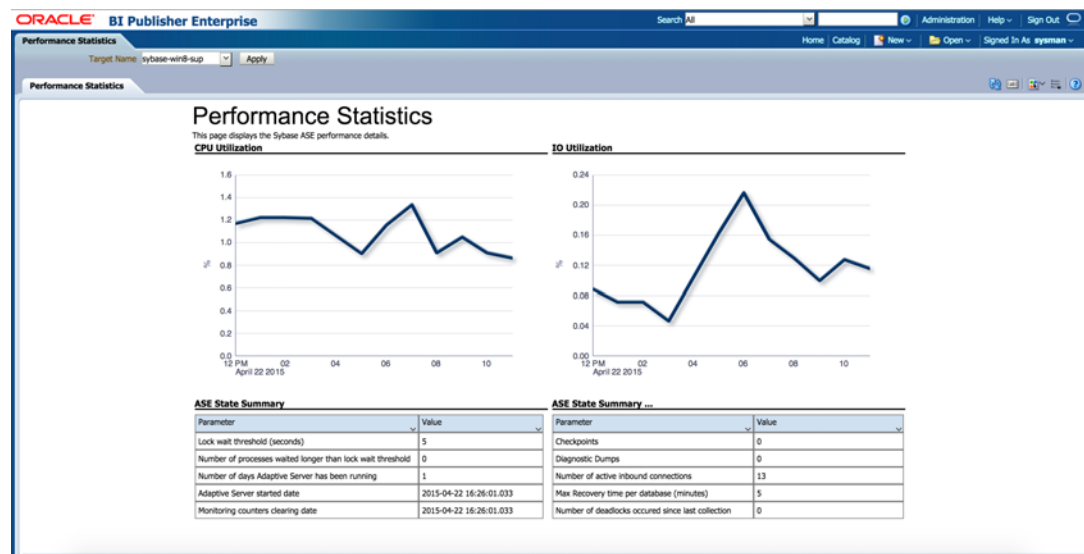 ORACLE BI Publisher Enterprise
Search All Administration Help Sign Out
Performance Statistics
Home Catalog New Open Signed In As sysman
Target Name sybase-win8-sup Apply
Performance Statistics
Performance Statistics
This page displays the Sybase ASE performance details.
CPU Utilization
1.6
1.4
1.2
1.0
0.8
0.6
0.4
0.2
0.0
%
12 PM 02 04 06 08 10
April 22 2015
IO Utilization
0.24
0.20
0.16
0.12
0.08
0.04
0.00
%
12 PM 02 04 06 08 10
April 22 2015
ASE State Summary
Parameter Value
Lock wait threshold (seconds) 5
Number of processes waited longer than lock wait threshold 0
Number of days Adaptive Server has been running 1
Adaptive Server started date 2015-04-22 16:26:01.033
Monitoring counters clearing date 2015-04-22 16:26:01.033
ASE State Summary ...
Parameter Value
Checkpoints 0
Diagnostic Dumps 0
Number of active inbound connections 13
Max Recovery time per database (minutes) 5
Number of deadlocks occured since last collection 0